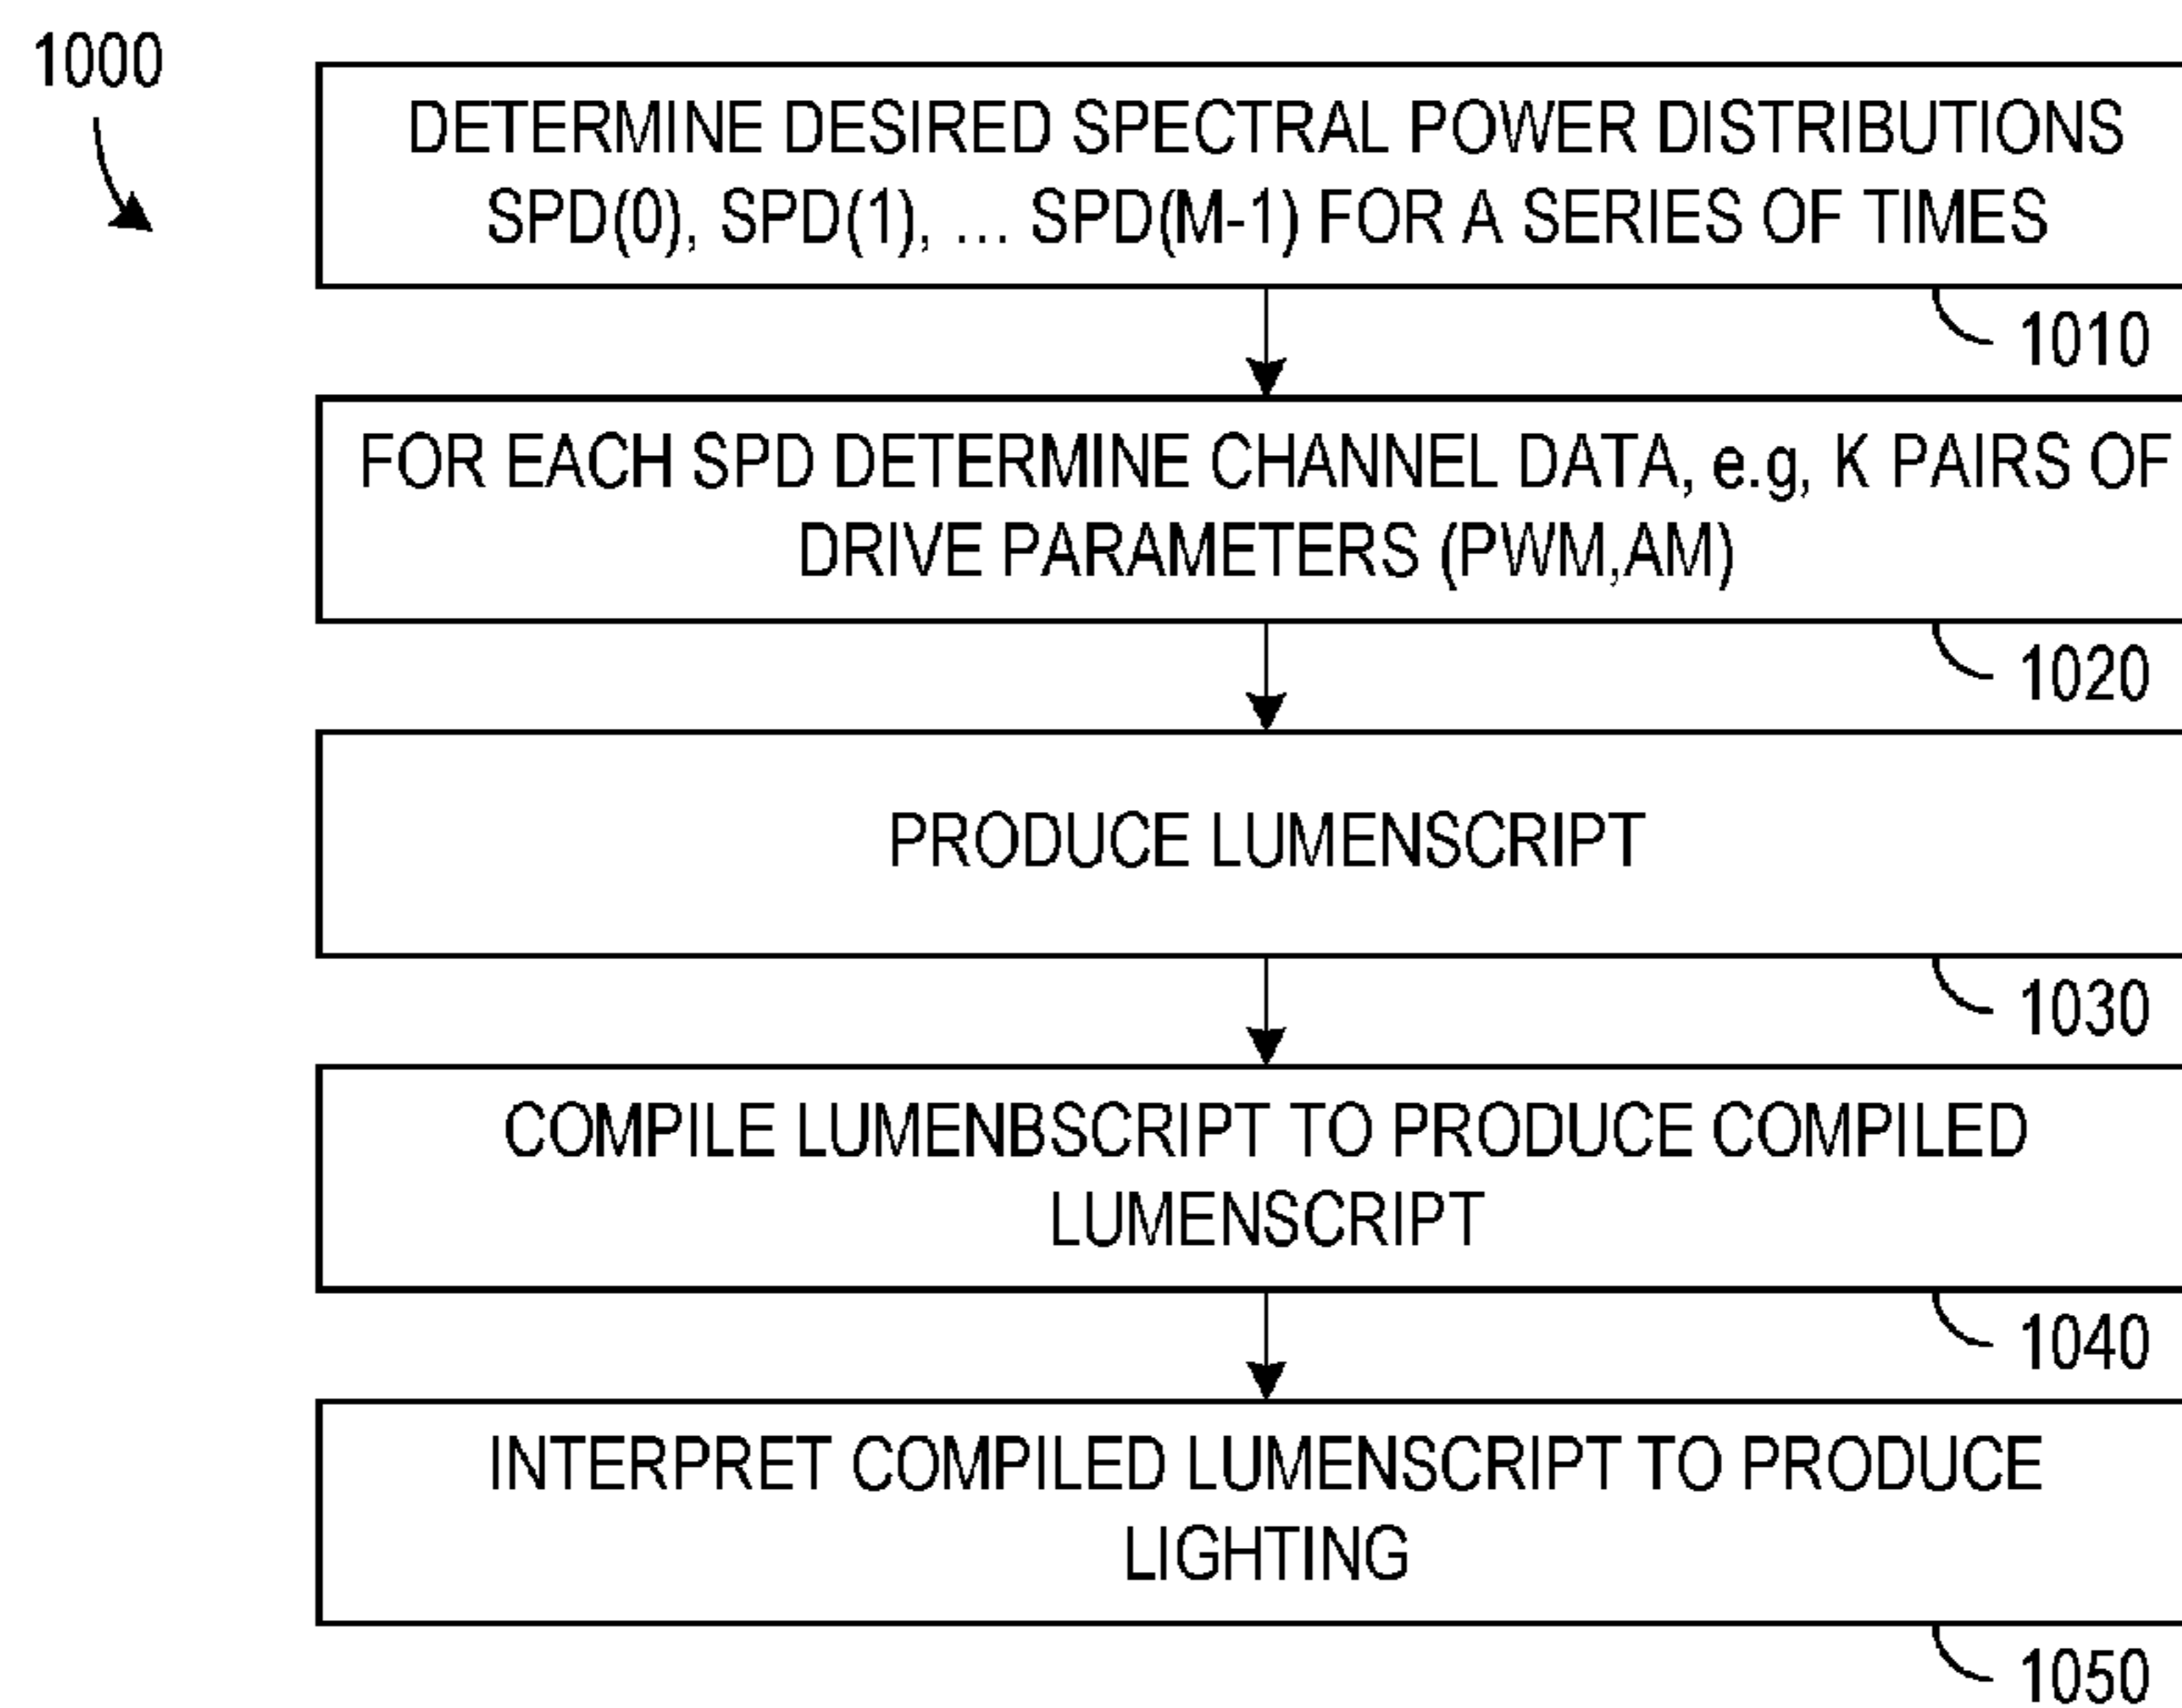 1000
DETERMINE DESIRED SPECTRAL POWER DISTRIBUTIONS
SPD(0), SPD(1), ... SPD(M-1) FOR A SERIES OF TIMES
1010
FOR EACH SPD DETERMINE CHANNEL DATA, e.g, K PAIRS OF
DRIVE PARAMETERS (PWM,AM)
1020
PRODUCE LUMENSCRIPT
1030
COMPILE LUMENBSCRIPT TO PRODUCE COMPILED
LUMENSCRIPT
1040
INTERPRET COMPILED LUMENSCRIPT TO PRODUCE
LIGHTING
1050